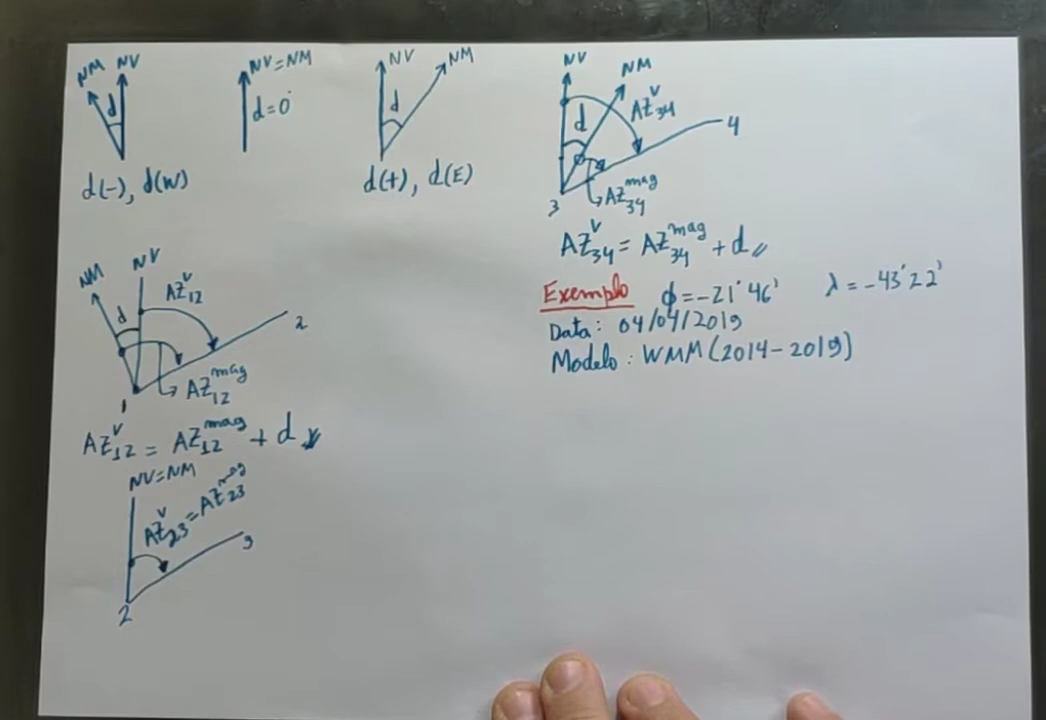 NM NV
d
d(-), d(W)
NV=NM
d=0°
NV NM
d
d(+), d(E)
NV
NM
d AZ^V_34
4
AZ^mag_34
3
AZ^V_34 = AZ^mag_34 + d
Exemplo ϕ=-21°46' λ=-43°22'
Data: 04/04/2019
Modelo: WMM(2014-2019)
NM NV
d AZ^V_12
2
AZ^mag_12
1
AZ^V_12 = AZ^mag_12 + d
NV=NM
AZ^V_23=AZ^mag_23
3
2